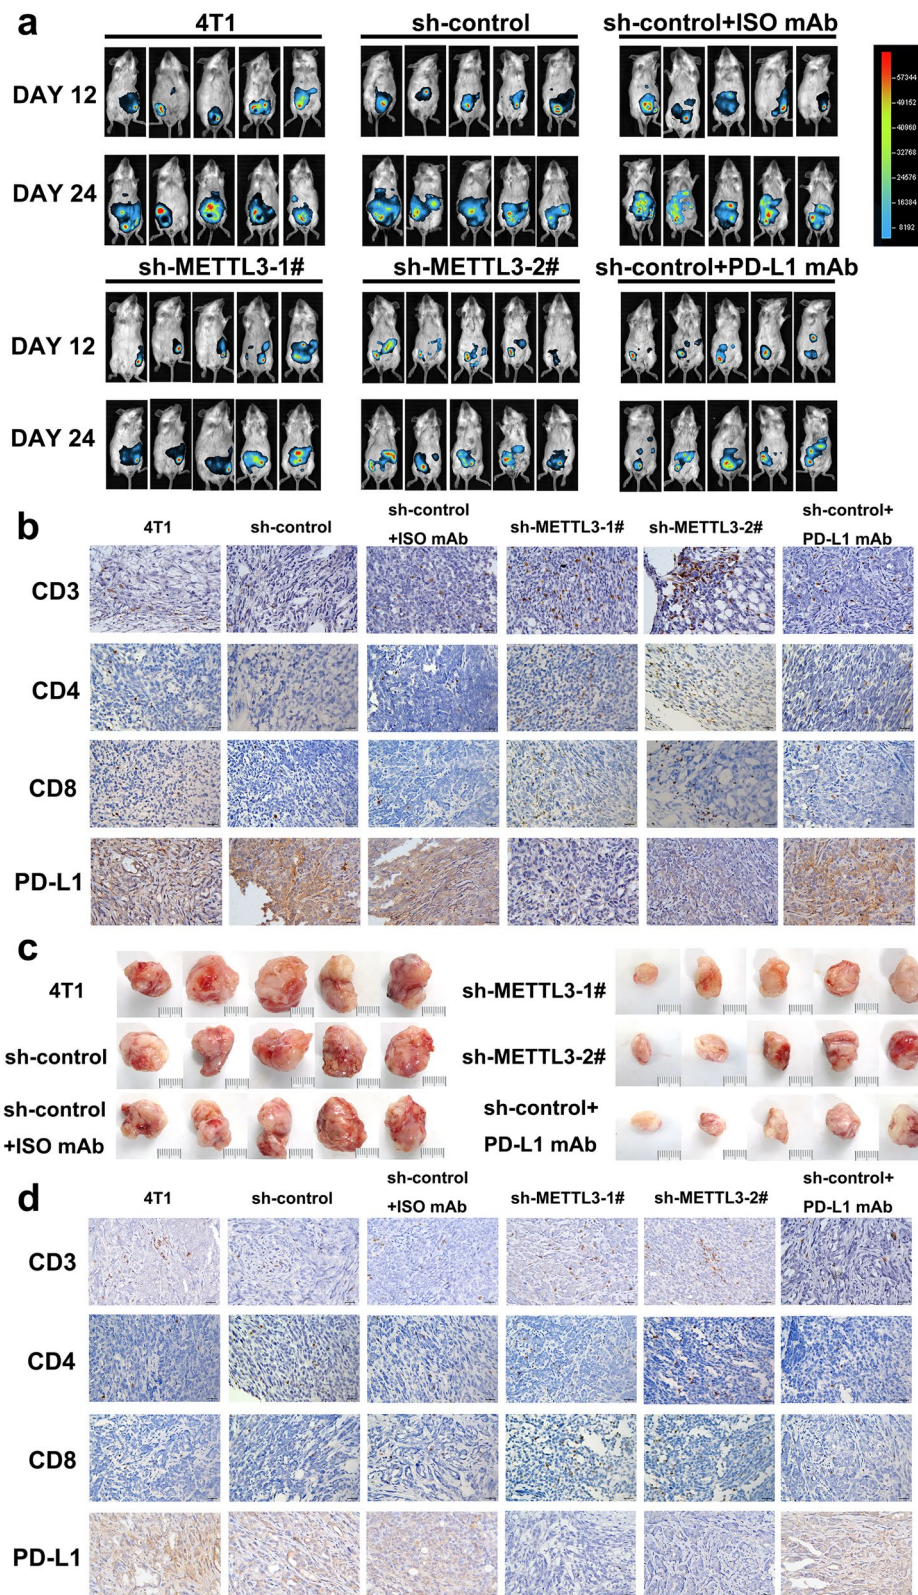 a
4T1
sh-control
sh-control+ISO mAb
DAY 12
57344
49152
40960
32768
24576
16384
8192
DAY 24
sh-METTL3-1#
sh-METTL3-2#
sh-control+PD-L1 mAb
DAY 12
DAY 24
b
4T1
sh-control
sh-control
+ISO mAb
sh-METTL3-1#
sh-METTL3-2#
sh-control+
PD-L1 mAb
CD3
CD4
CD8
PD-L1
c
4T1
sh-METTL3-1#
sh-control
sh-METTL3-2#
sh-control
+ISO mAb
sh-control+
PD-L1 mAb
d
4T1
sh-control
sh-control
+ISO mAb
sh-METTL3-1#
sh-METTL3-2#
sh-control+
PD-L1 mAb
CD3
CD4
CD8
PD-L1